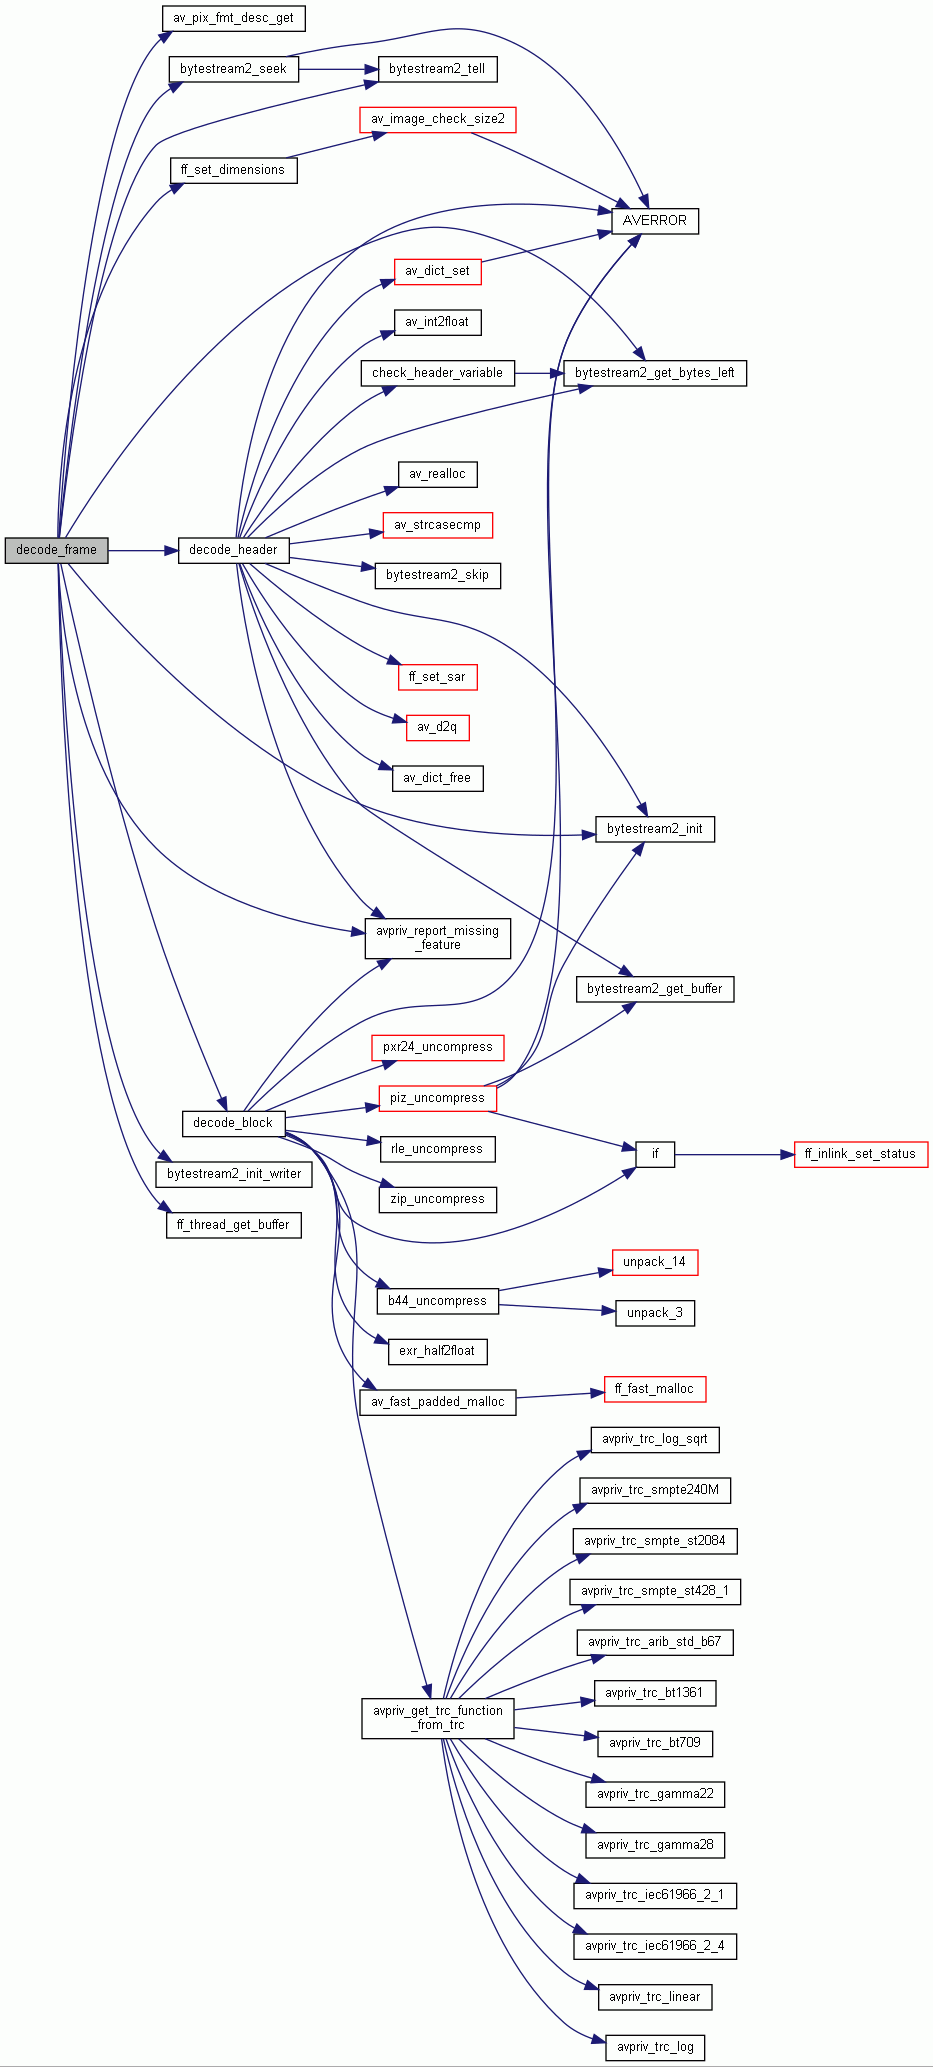 av_pix_fmt_desc_get
bytestream2_seek
bytestream2_tell
av_image_check_size2
ff_set_dimensions
AVERROR
av_dict_set
av_int2float
check_header_variable
bytestream2_get_bytes_left
av_realloc
av_strcasecmp
decode_frame
decode_header
bytestream2_skip
ff_set_sar
av_d2q
av_dict_free
bytestream2_init
avpriv_report_missing
_feature
bytestream2_get_buffer
pxr24_uncompress
piz_uncompress
decode_block
rle_uncompress
if
ff_inlink_set_status
bytestream2_init_writer
zip_uncompress
ff_thread_get_buffer
unpack_14
b44_uncompress
unpack_3
exr_half2float
ff_fast_malloc
av_fast_padded_malloc
avpriv_trc_log_sqrt
avpriv_trc_smpte240M
avpriv_trc_smpte_st2084
avpriv_trc_smpte_st428_1
avpriv_trc_arib_std_b67
avpriv_trc_bt1361
avpriv_get_trc_function
_from_trc
avpriv_trc_bt709
avpriv_trc_gamma22
avpriv_trc_gamma28
avpriv_trc_iec61966_2_1
avpriv_trc_iec61966_2_4
avpriv_trc_linear
avpriv_trc_log